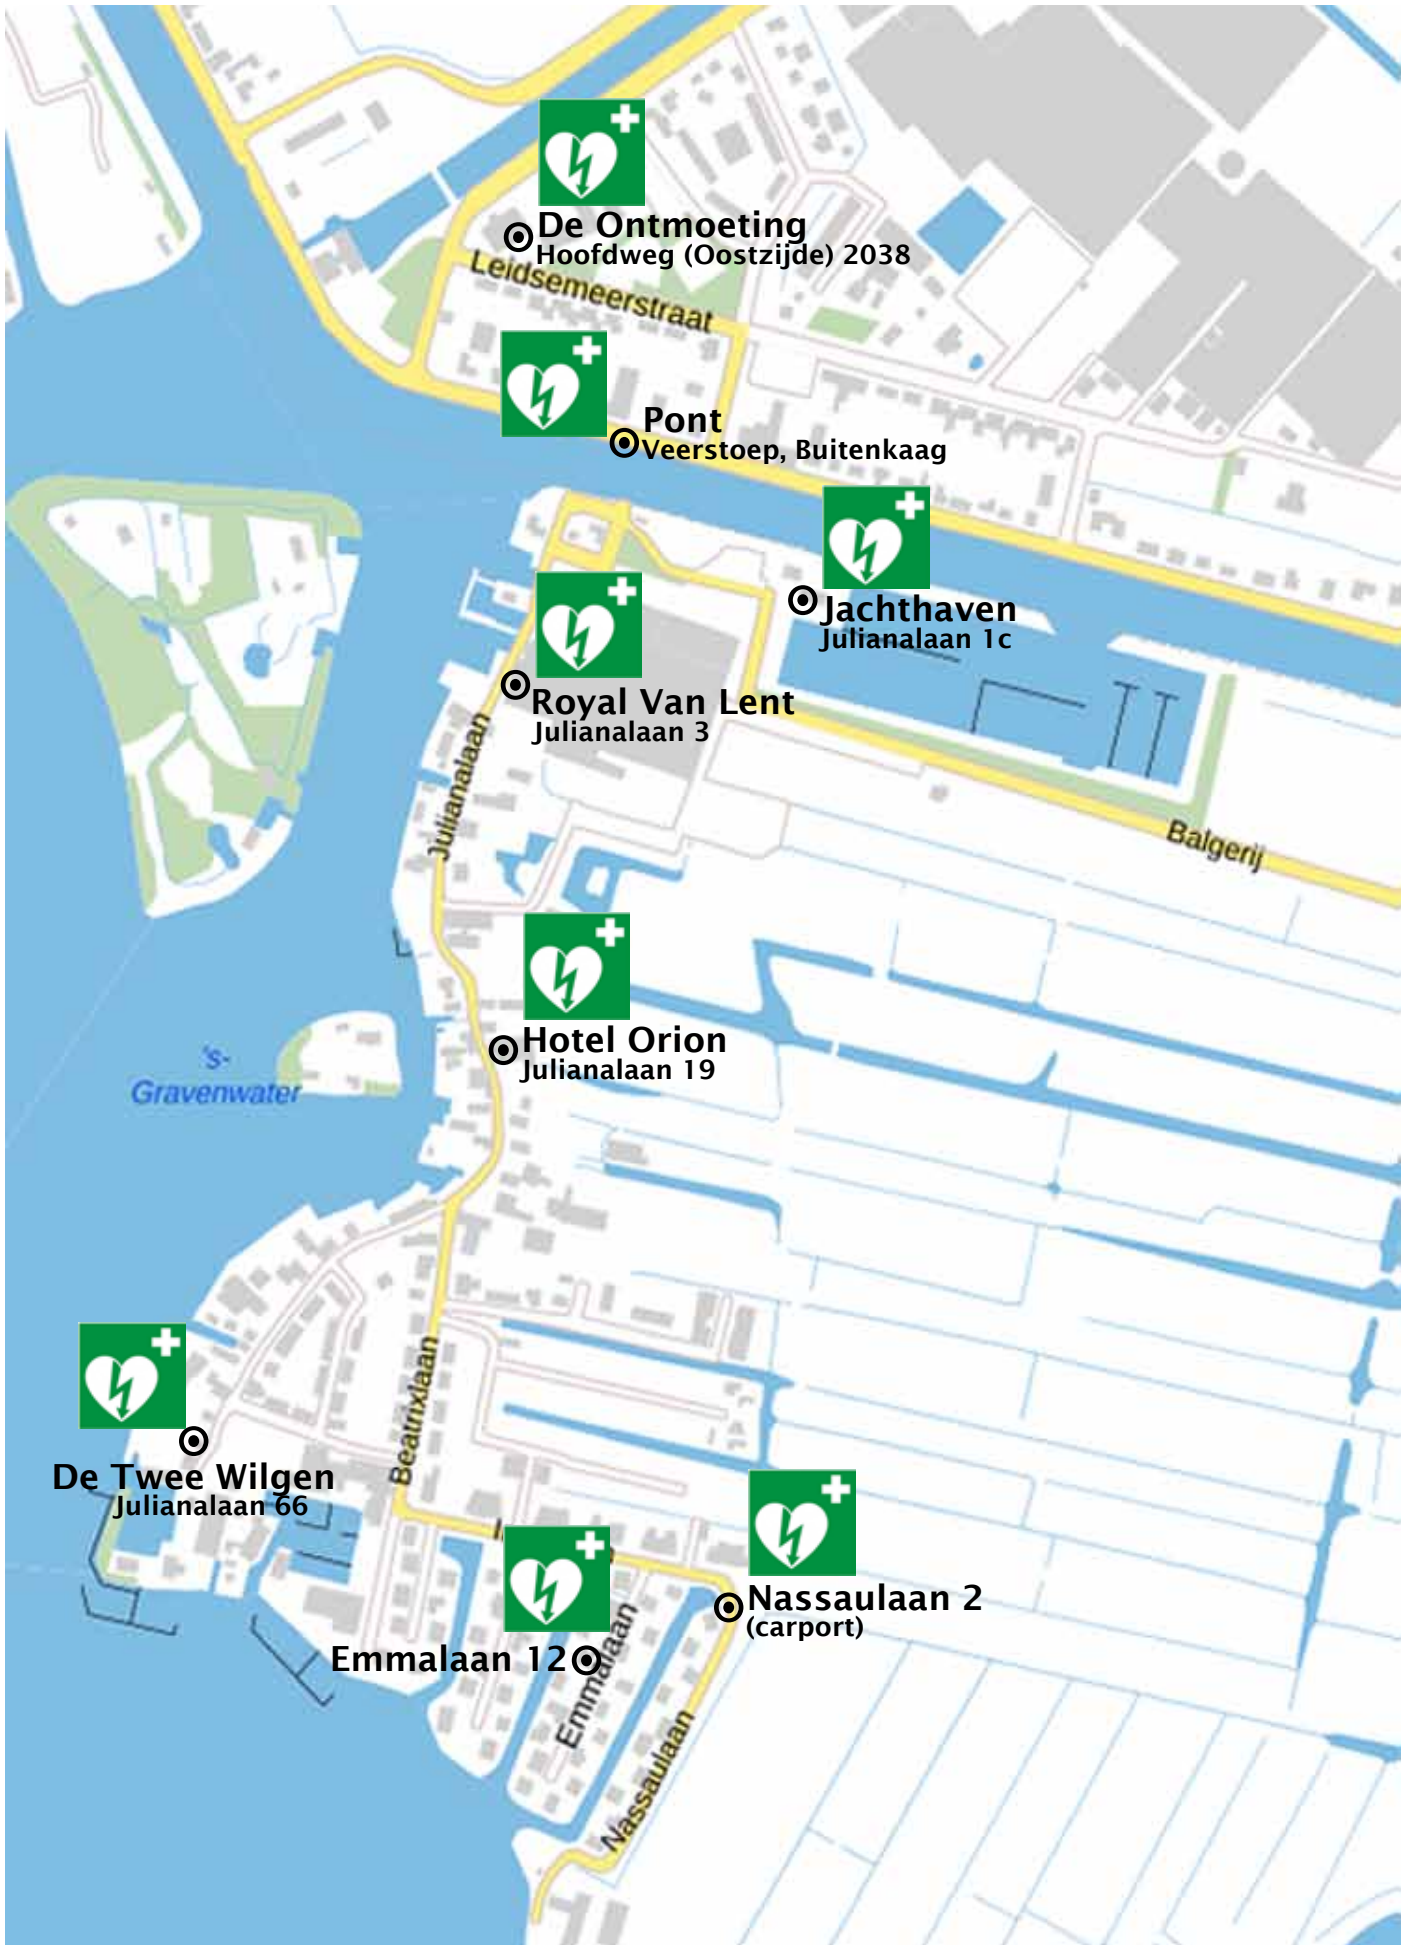 De Ontmoeting
Hoofdweg (Oostzijde) 2038
Leidsemeerstraat
Pont
Veerstoep, Buitenkaag
Jachthaven
Julianalaan 1c
Royal Van Lent
Julianalaan 3
Julianalaan
Balgerij
Hotel Orion
Julianalaan 19
's-
Gravenwater
Beatrixlaan
De Twee Wilgen
Julianalaan 66
Nassaulaan 2
(carport)
Emmalaan 12
Emmalaan
Nassaulaan